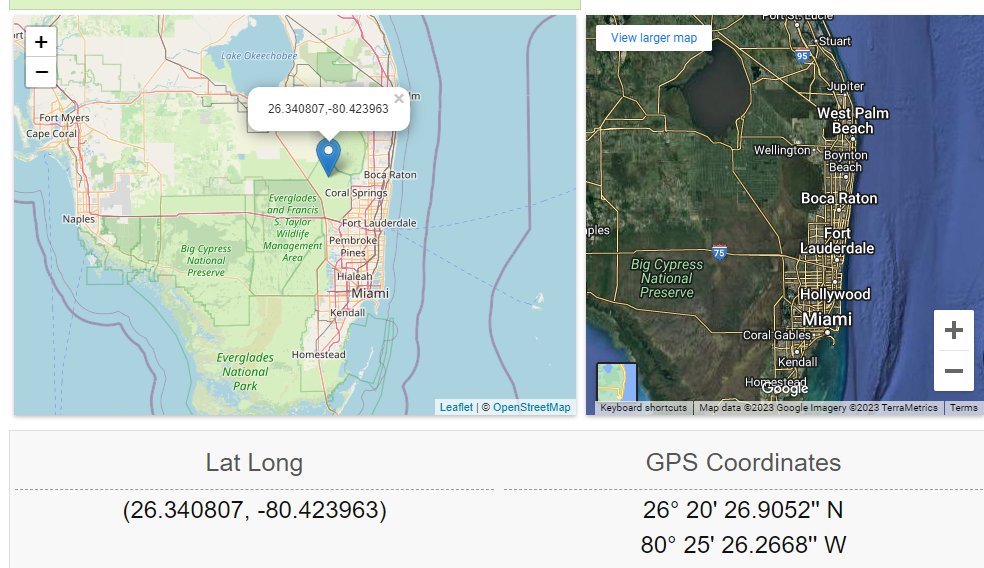 rt
+
−
Lake Okeechobee
lm
26.340807,-80.423963
×
Fort Myers
Cape Coral
Boca Raton
Coral Springs
Naples
Everglades
and Francis
S. Taylor
Wildlife
Management
Area
Fort Lauderdale
Big Cypress
National
Preserve
Pembroke
Pines
Hialeah
Miami
Kendall
Homestead
Everglades
National
Park
Leaflet | © OpenStreetMap
View larger map
Port St. Lucie
Stuart
95
Jupiter
West Palm
Beach
Wellington
Boynton
Beach
Boca Raton
Fort
Lauderdale
ples
75
Big Cypress
National
Preserve
Hollywood
Miami
Coral Gables
Kendall
Homestead
Google
+
−
Keyboard shortcuts
Map data ©2023 Google Imagery ©2023 TerraMetrics
Terms
Lat Long
(26.340807, -80.423963)
GPS Coordinates
26° 20' 26.9052'' N
80° 25' 26.2668'' W